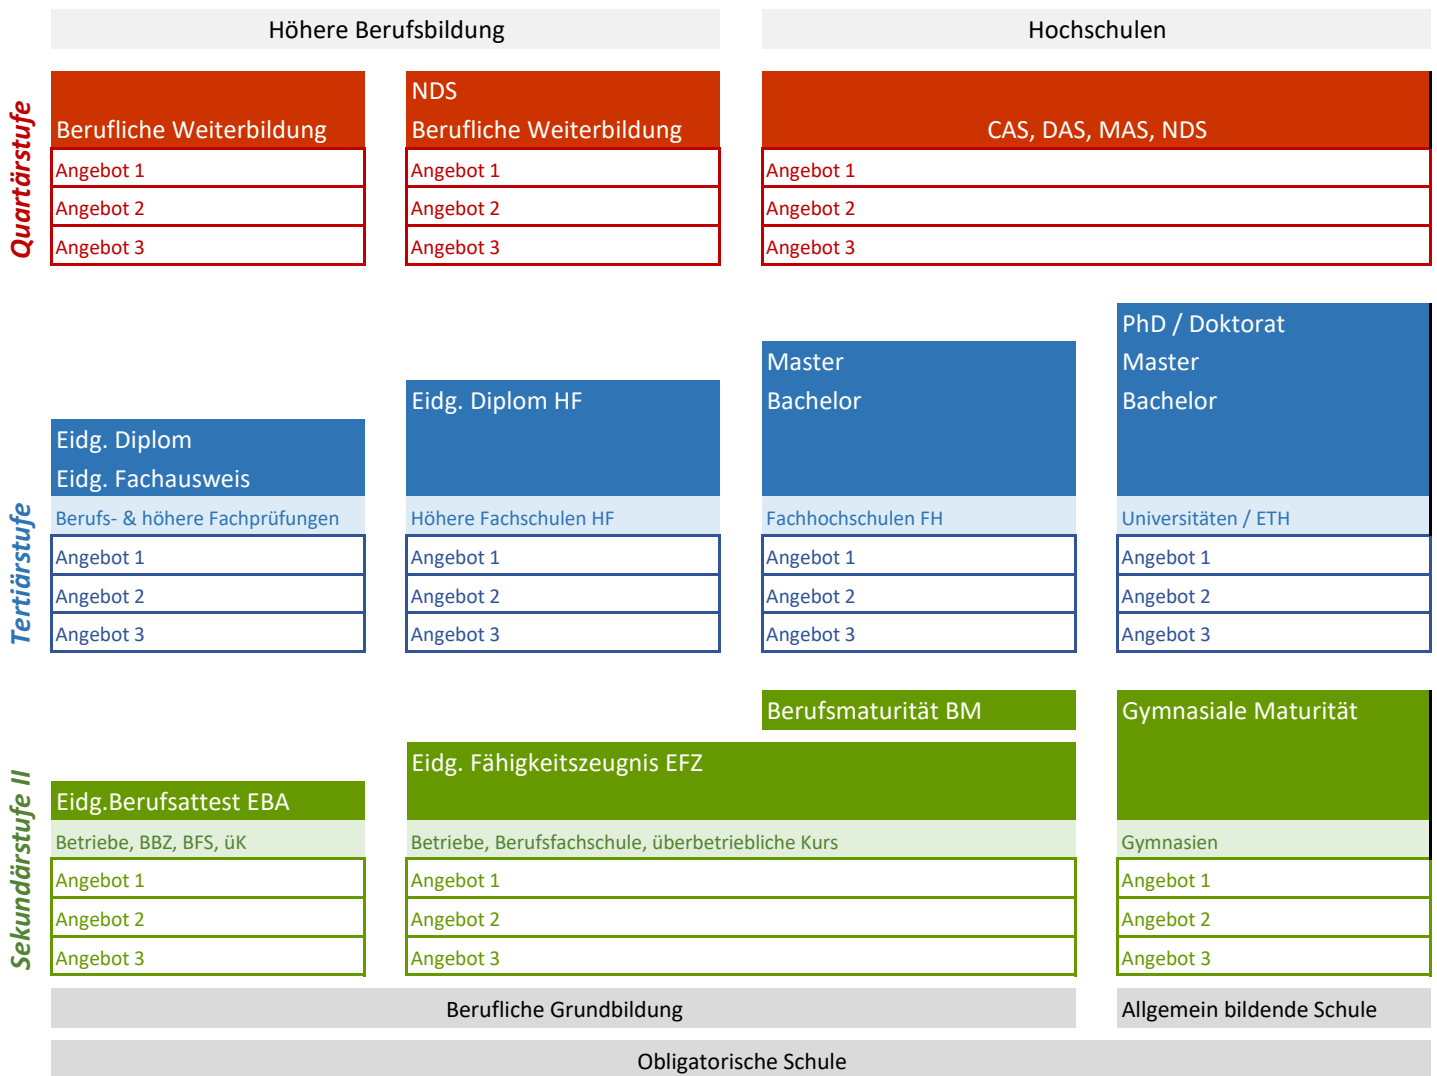 Höhere Berufsbildung
Hochschulen
Quartärstufe
Berufliche Weiterbildung
Angebot 1
Angebot 2
Angebot 3
NDS
Berufliche Weiterbildung
Angebot 1
Angebot 2
Angebot 3
CAS, DAS, MAS, NDS
Angebot 1
Angebot 2
Angebot 3
Tertiärstufe
Eidg. Diplom
Eidg. Fachausweis
Berufs- & höhere Fachprüfungen
Angebot 1
Angebot 2
Angebot 3
Eidg. Diplom HF
Höhere Fachschulen HF
Angebot 1
Angebot 2
Angebot 3
Master
Bachelor
Fachhochschulen FH
Angebot 1
Angebot 2
Angebot 3
PhD / Doktorat
Master
Bachelor
Universitäten / ETH
Angebot 1
Angebot 2
Angebot 3
Sekundärstufe II
Eidg.Berufsattest EBA
Betriebe, BBZ, BFS, üK
Angebot 1
Angebot 2
Angebot 3
Berufsmaturität BM
Eidg. Fähigkeitszeugnis EFZ
Betriebe, Berufsfachschule, überbetriebliche Kurs
Angebot 1
Angebot 2
Angebot 3
Gymnasiale Maturität
Gymnasien
Angebot 1
Angebot 2
Angebot 3
Berufliche Grundbildung
Allgemein bildende Schule
Obligatorische Schule